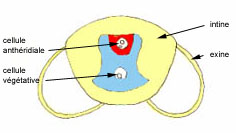 intine
cellule
anthéridiale
exine
cellule
végétative